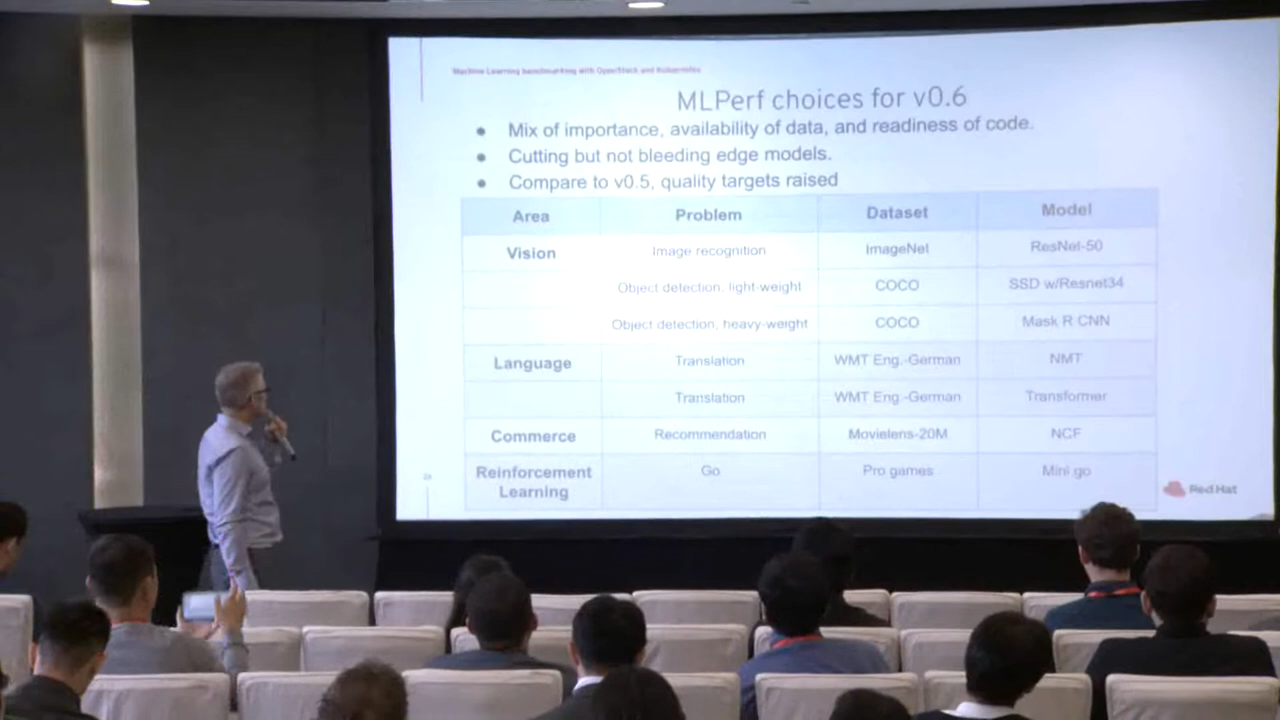 Machine Learning benchmarking with OpenStack and Kubernetes
MLPerf choices for v0.6
● Mix of importance, availability of data, and readiness of code.
● Cutting but not bleeding edge models.
● Compare to v0.5, quality targets raised
Area Problem Dataset Model
Vision Image recognition ImageNet ResNet-50
Object detection, light-weight COCO SSD w/Resnet34
Object detection, heavy-weight COCO Mask R CNN
Language Translation WMT Eng.-German NMT
Translation WMT Eng.-German Transformer
Commerce Recommendation Movielens-20M NCF
Reinforcement Learning Go Pro games Mini go
Red Hat